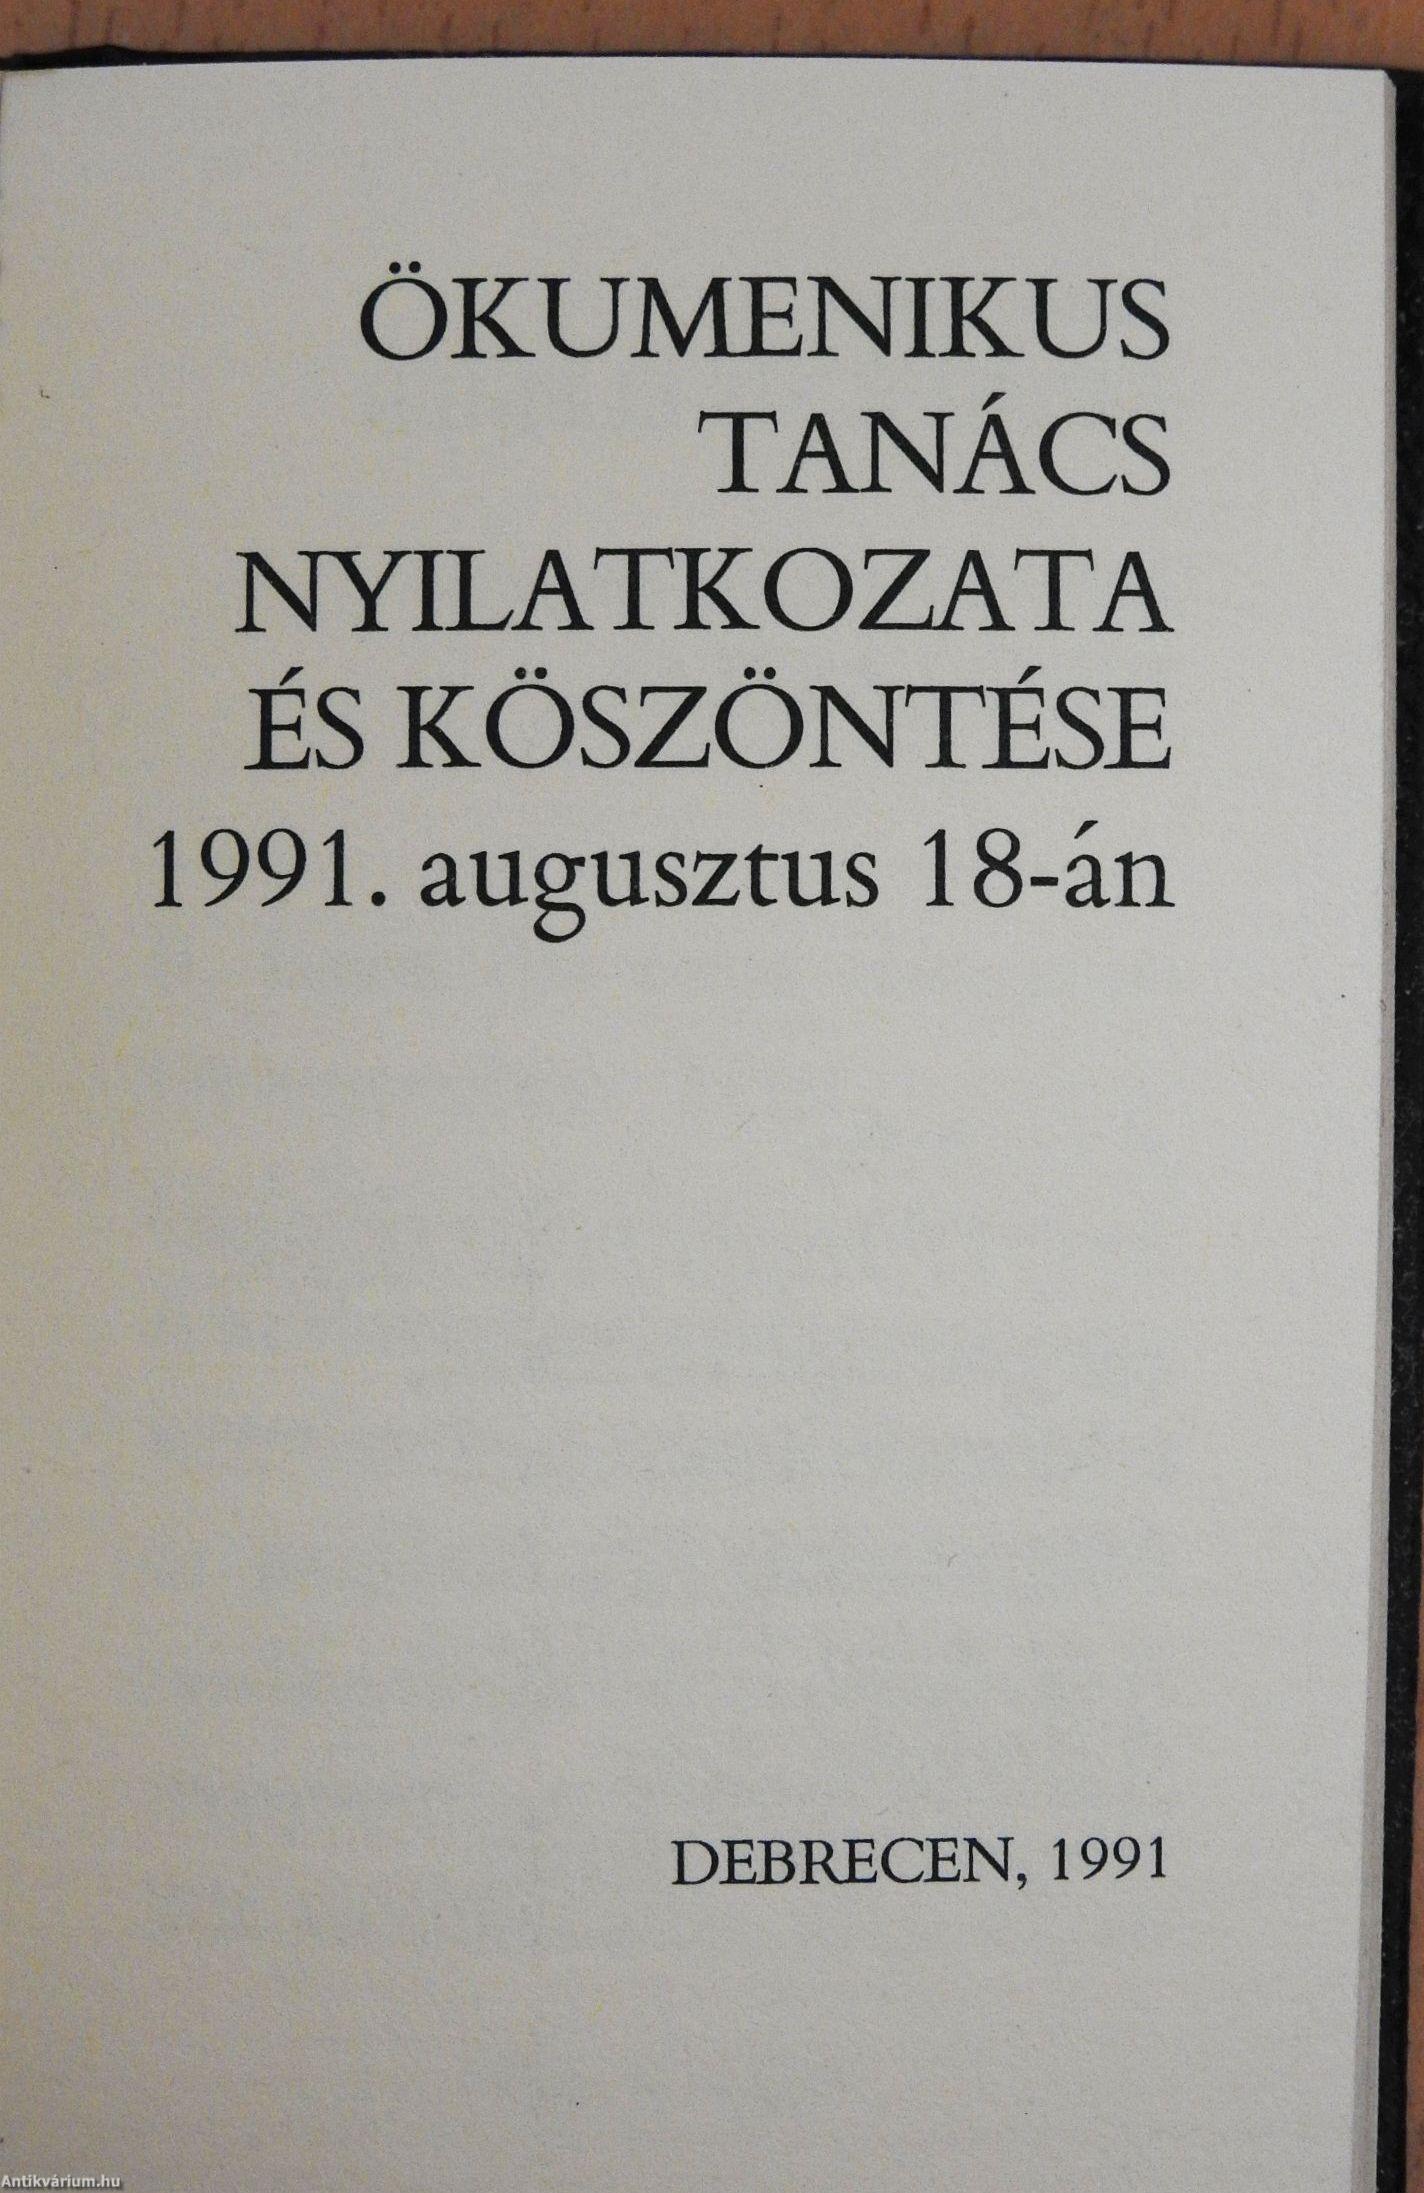 ÖKUMENIKUS
TANÁCS
NYILATKOZATA
ÉS KÖSZÖNTÉSE
1991. augusztus 18-án
DEBRECEN, 1991
Antikvárium.hu